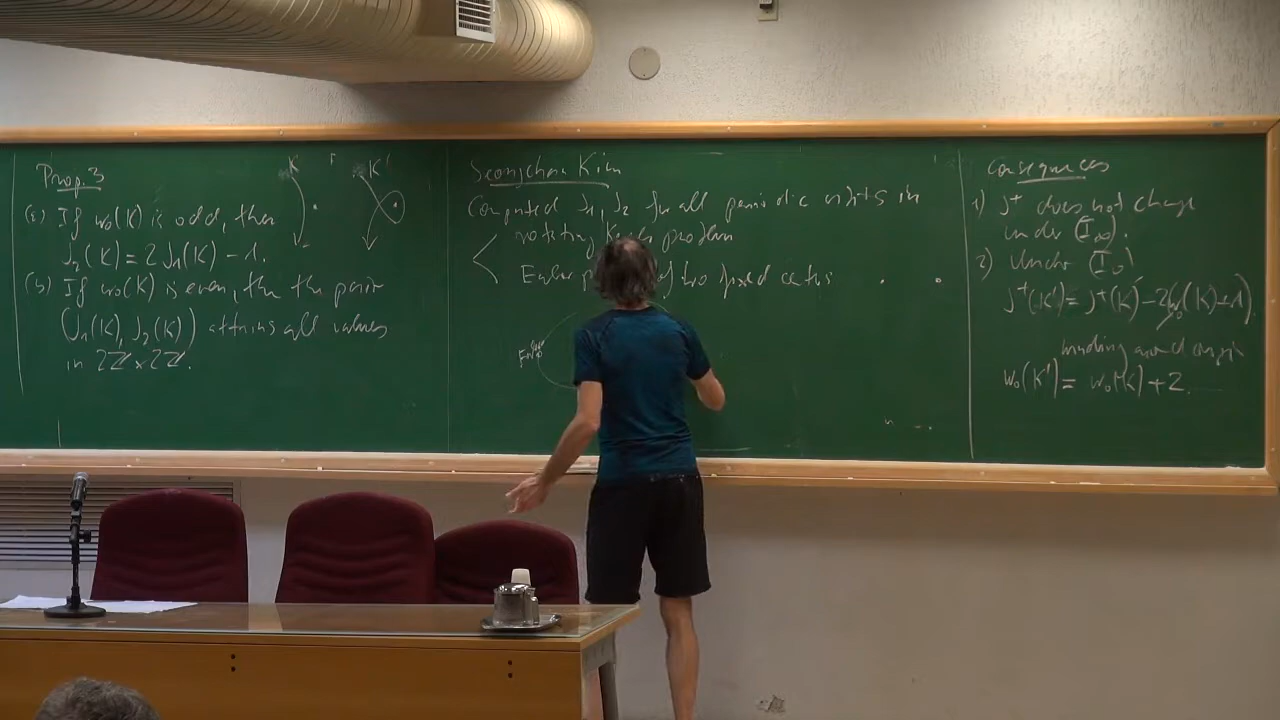 Prop. 3
K K'
(a) If w₀(K) is odd, then
J₂(K) = 2J₁(K) − 1.
(b) If w₀(K) is even, the the pair
(J₁(K), J₂(K)) attains all values
in 2ℤ × 2ℤ.
Seongchan Kim
Computed J₁, J₂ for all periodic orbits in
rotating problem
Euler of two fixed centers
Consequences
1) J⁺ does not change
under (I∞).
2) Under (I₀)
J⁺(K') = J⁺(K) − 2(w₀(K)+1).
winding around origin
w₀(K') = w₀(K) + 2.